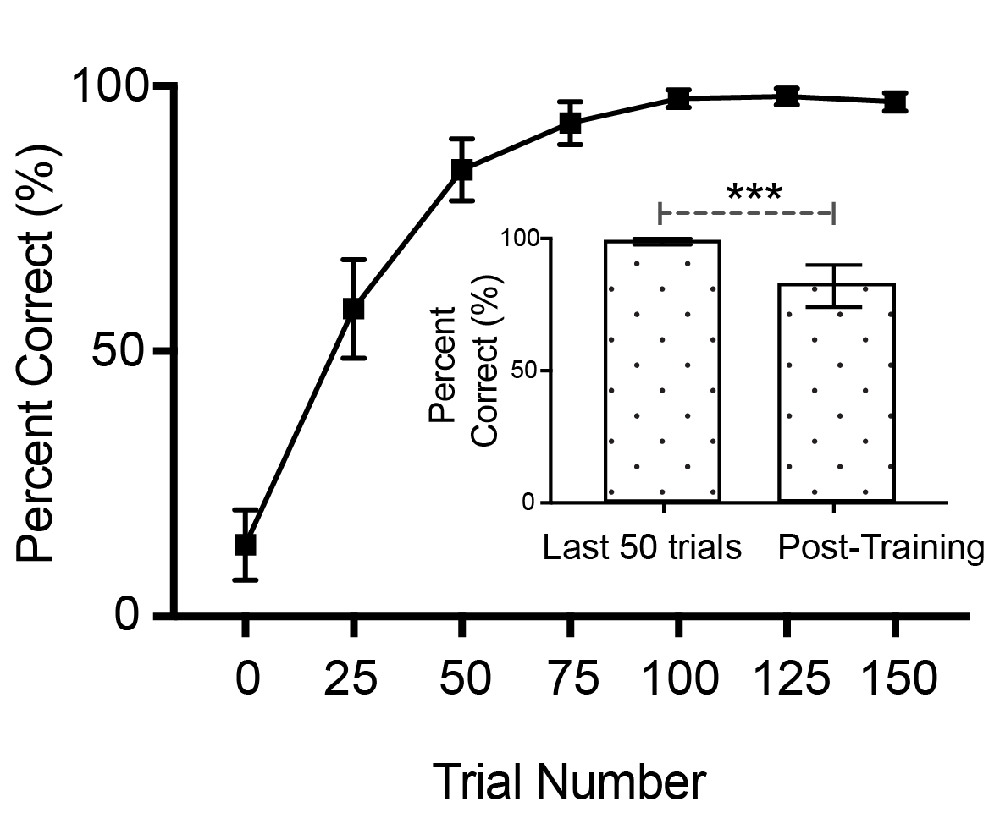 100
50
0
Percent Correct (%)
0 25 50 75 100 125 150
Trial Number
***
100
50
0
Percent
Correct (%)
Last 50 trials Post-Training